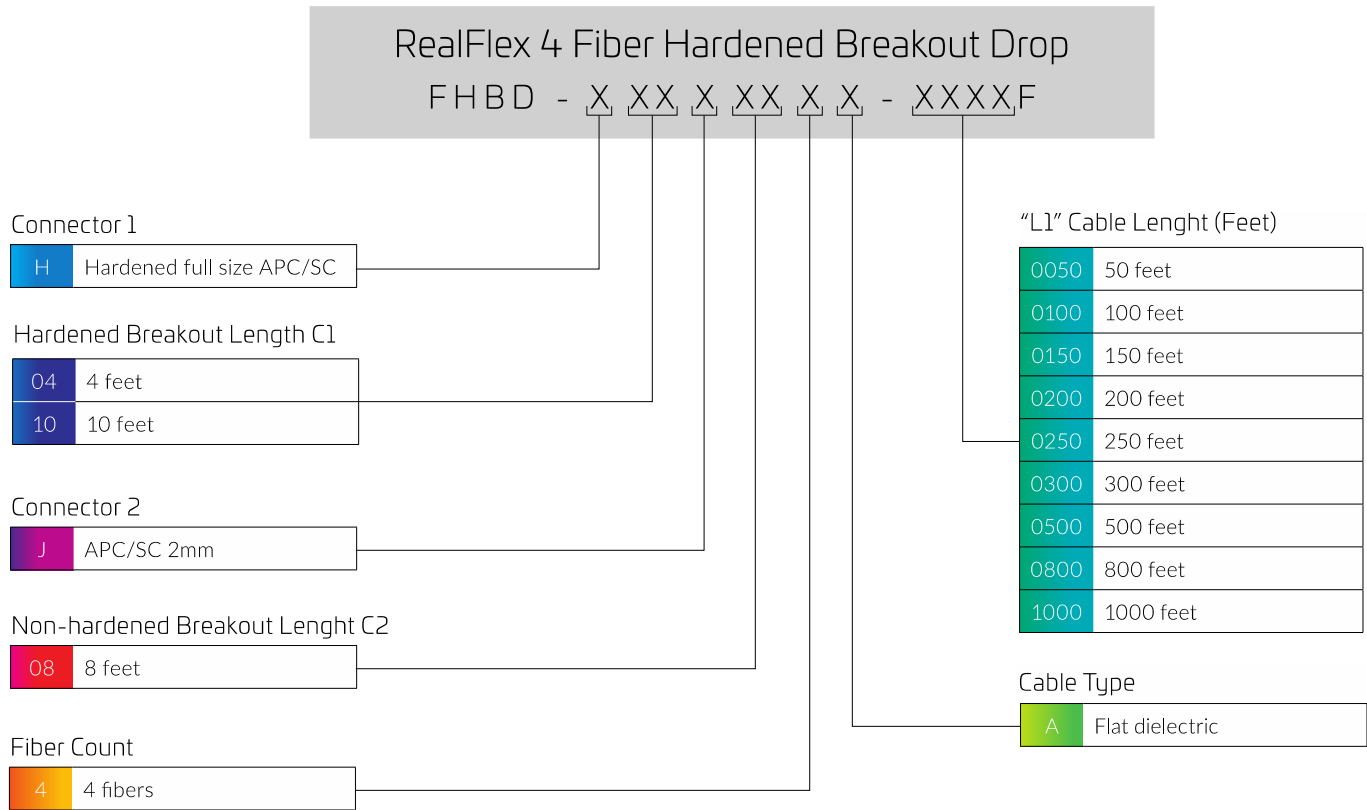 RealFlex 4 Fiber Hardened Breakout Drop
FHBD - X XX X XX X X - XXXXF
Connector 1
H Hardened full size APC/SC
Hardened Breakout Length C1
04 4 feet
10 10 feet
Connector 2
J APC/SC 2mm
Non-hardened Breakout Lenght C2
08 8 feet
Fiber Count
4 4 fibers
"L1" Cable Lenght (Feet)
0050 50 feet
0100 100 feet
0150 150 feet
0200 200 feet
0250 250 feet
0300 300 feet
0500 500 feet
0800 800 feet
1000 1000 feet
Cable Type
A Flat dielectric